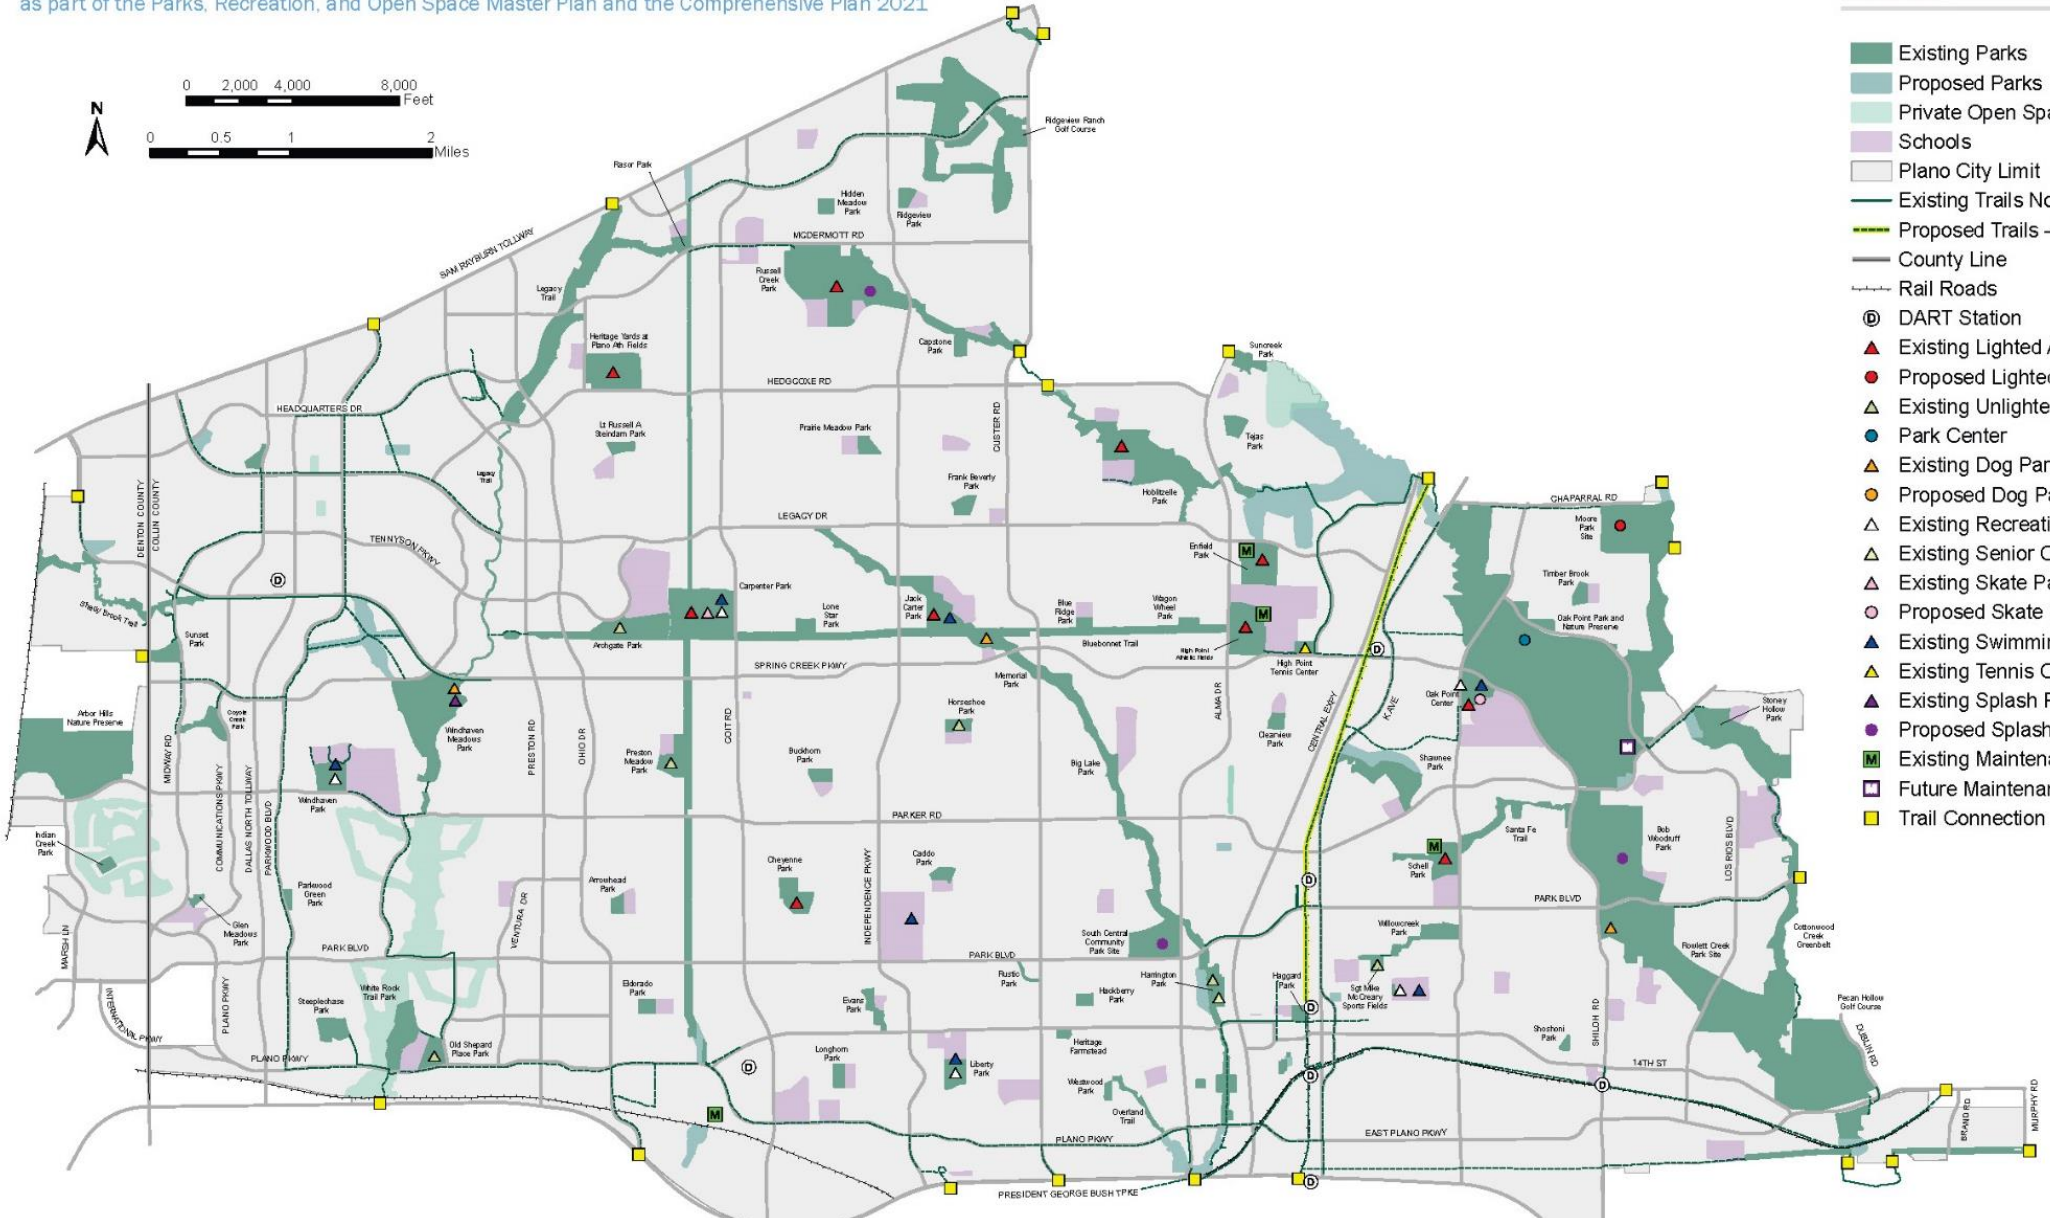 as part of the Parks, Recreation, and Open Space Master Plan and the Comprehensive Plan 2021
0 2,000 4,000 8,000
Feet
N
0 0.5 1 2
Miles
Existing Parks
Proposed Parks
Private Open Spa
Schools
Plano City Limit
Existing Trails No
Proposed Trails -
County Line
Rail Roads
D DART Station
Existing Lighted A
Proposed Lighted
Existing Unlighte
Park Center
Existing Dog Par
Proposed Dog Pa
Existing Recreati
Existing Senior C
Existing Skate Pa
Proposed Skate
Existing Swimmin
Existing Tennis C
Existing Splash P
Proposed Splash
M Existing Maintena
M Future Maintenan
Trail Connection
Ridgeview Ranch
Golf Course
Rasor Park
Hidden
Meadow
Park
Ridgeview
Park
MCDERMOTT RD
SAM RAYBURN TOLLWAY
Russell
Creek
Park
Legacy
Trail
Heritage Yards at
Plano Ath Fields
Capstone
Park
Suncreek
Park
HEDGCOXE RD
HEADQUARTERS DR
CUSTER RD
Lt Russell A
Steindam Park
Prairie Meadow Park
Tejas
Park
Legacy
Trail
Frank Beverly
Park
Hoblitzelle
Park
DENTON COUNTY
COLLIN COUNTY
CHAPARRAL RD
LEGACY DR
Moore
Park
Site
TENNYSON PKWY
Enfield
Park
Timber Brook
Park
D
Carpenter Park
Shady Brook Trail
Sunset
Park
Lone
Star
Park
Jack
Carter
Park
Blue
Ridge
Park
Wagon
Wheel
Park
M
M
Oak Point Park and
Nature Preserve
Archgate Park
Bluebonnet Trail
High Point
Athletic Fields
High Point
Tennis Center
D
SPRING CREEK PKWY
Memorial
Park
Oak Point
Center
Arbor Hills
Nature Preserve
Coyote
Creek
Park
Windhaven
Meadows
Park
Horseshoe
Park
ALMA DR
K AVE
Stoney
Hollow
Park
CENTRAL EXPY
Clearview
Park
MIDWAY RD
PRESTON RD
OHIO DR
COIT RD
Preston
Meadow
Park
Buckhorn
Park
Big Lake
Park
Shawnee
Park
M
Windhaven
Park
COMMUNICATIONS PKWY
DALLAS NORTH TOLLWAY
PARKWOOD BLVD
PARKER RD
Indian
Creek
Park
Santa Fe
Trail
Bob
Woodruff
Park
LOS RIOS BLVD
M
Cheyenne
Park
INDEPENDENCE PKWY
Caddo
Park
Schell
Park
Parkwood
Green
Park
Arrowhead
Park
D
PARK BLVD
Glen
Meadows
Park
MARSH LN
VENTURA DR
PARK BLVD
PARK BLVD
South Central
Community
Park Site
Willowcreek
Park
Cottonwood
Creek
Greenbelt
Rowlett Creek
Park Site
INTERNATIONAL PKWY
PLANO PKWY
Steeplechase
Park
White Rock
Trail Park
Eldorado
Park
Evans
Park
Rustic
Park
Hackberry
Park
Harrington
Park
Haggard
Park
Sgt Mike
McCreary
Sports Fields
D
Pecan Hollow
Golf Course
PLANO PKWY
Old Shepard
Place Park
Longhorn
Park
Liberty
Park
Heritage
Farmstead
Shoshoni
Park
SHILOH RD
DUBLIN RD
14TH ST
D
D
D
Westwood
Park
Overland
Trail
M
PLANO PKWY
EAST PLANO PKWY
BRAND RD
MURPHY RD
PRESIDENT GEORGE BUSH TPKE
D